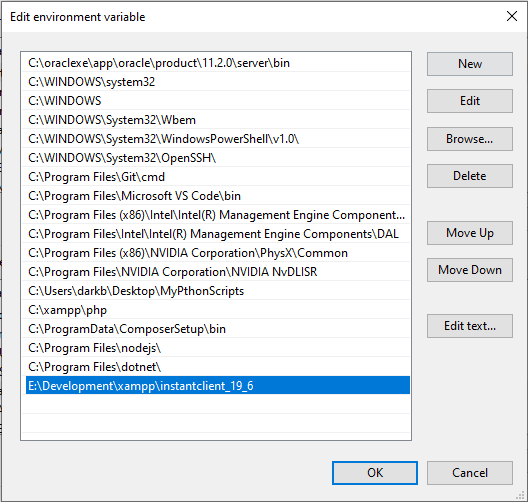 Edit environment variable
C:\oraclexe\app\oracle\product\11.2.0\server\bin
C:\WINDOWS\system32
C:\WINDOWS
C:\WINDOWS\System32\Wbem
C:\WINDOWS\System32\WindowsPowerShell\v1.0\
C:\WINDOWS\System32\OpenSSH\
C:\Program Files\Git\cmd
C:\Program Files\Microsoft VS Code\bin
C:\Program Files (x86)\Intel\Intel(R) Management Engine Component...
C:\Program Files\Intel\Intel(R) Management Engine Components\DAL
C:\Program Files (x86)\NVIDIA Corporation\PhysX\Common
C:\Program Files\NVIDIA Corporation\NVIDIA NvDLISR
C:\Users\darkb\Desktop\MyPthonScripts
C:\xampp\php
C:\ProgramData\ComposerSetup\bin
C:\Program Files\nodejs\
C:\Program Files\dotnet\
E:\Development\xampp\instantclient_19_6
New
Edit
Browse...
Delete
Move Up
Move Down
Edit text...
OK
Cancel